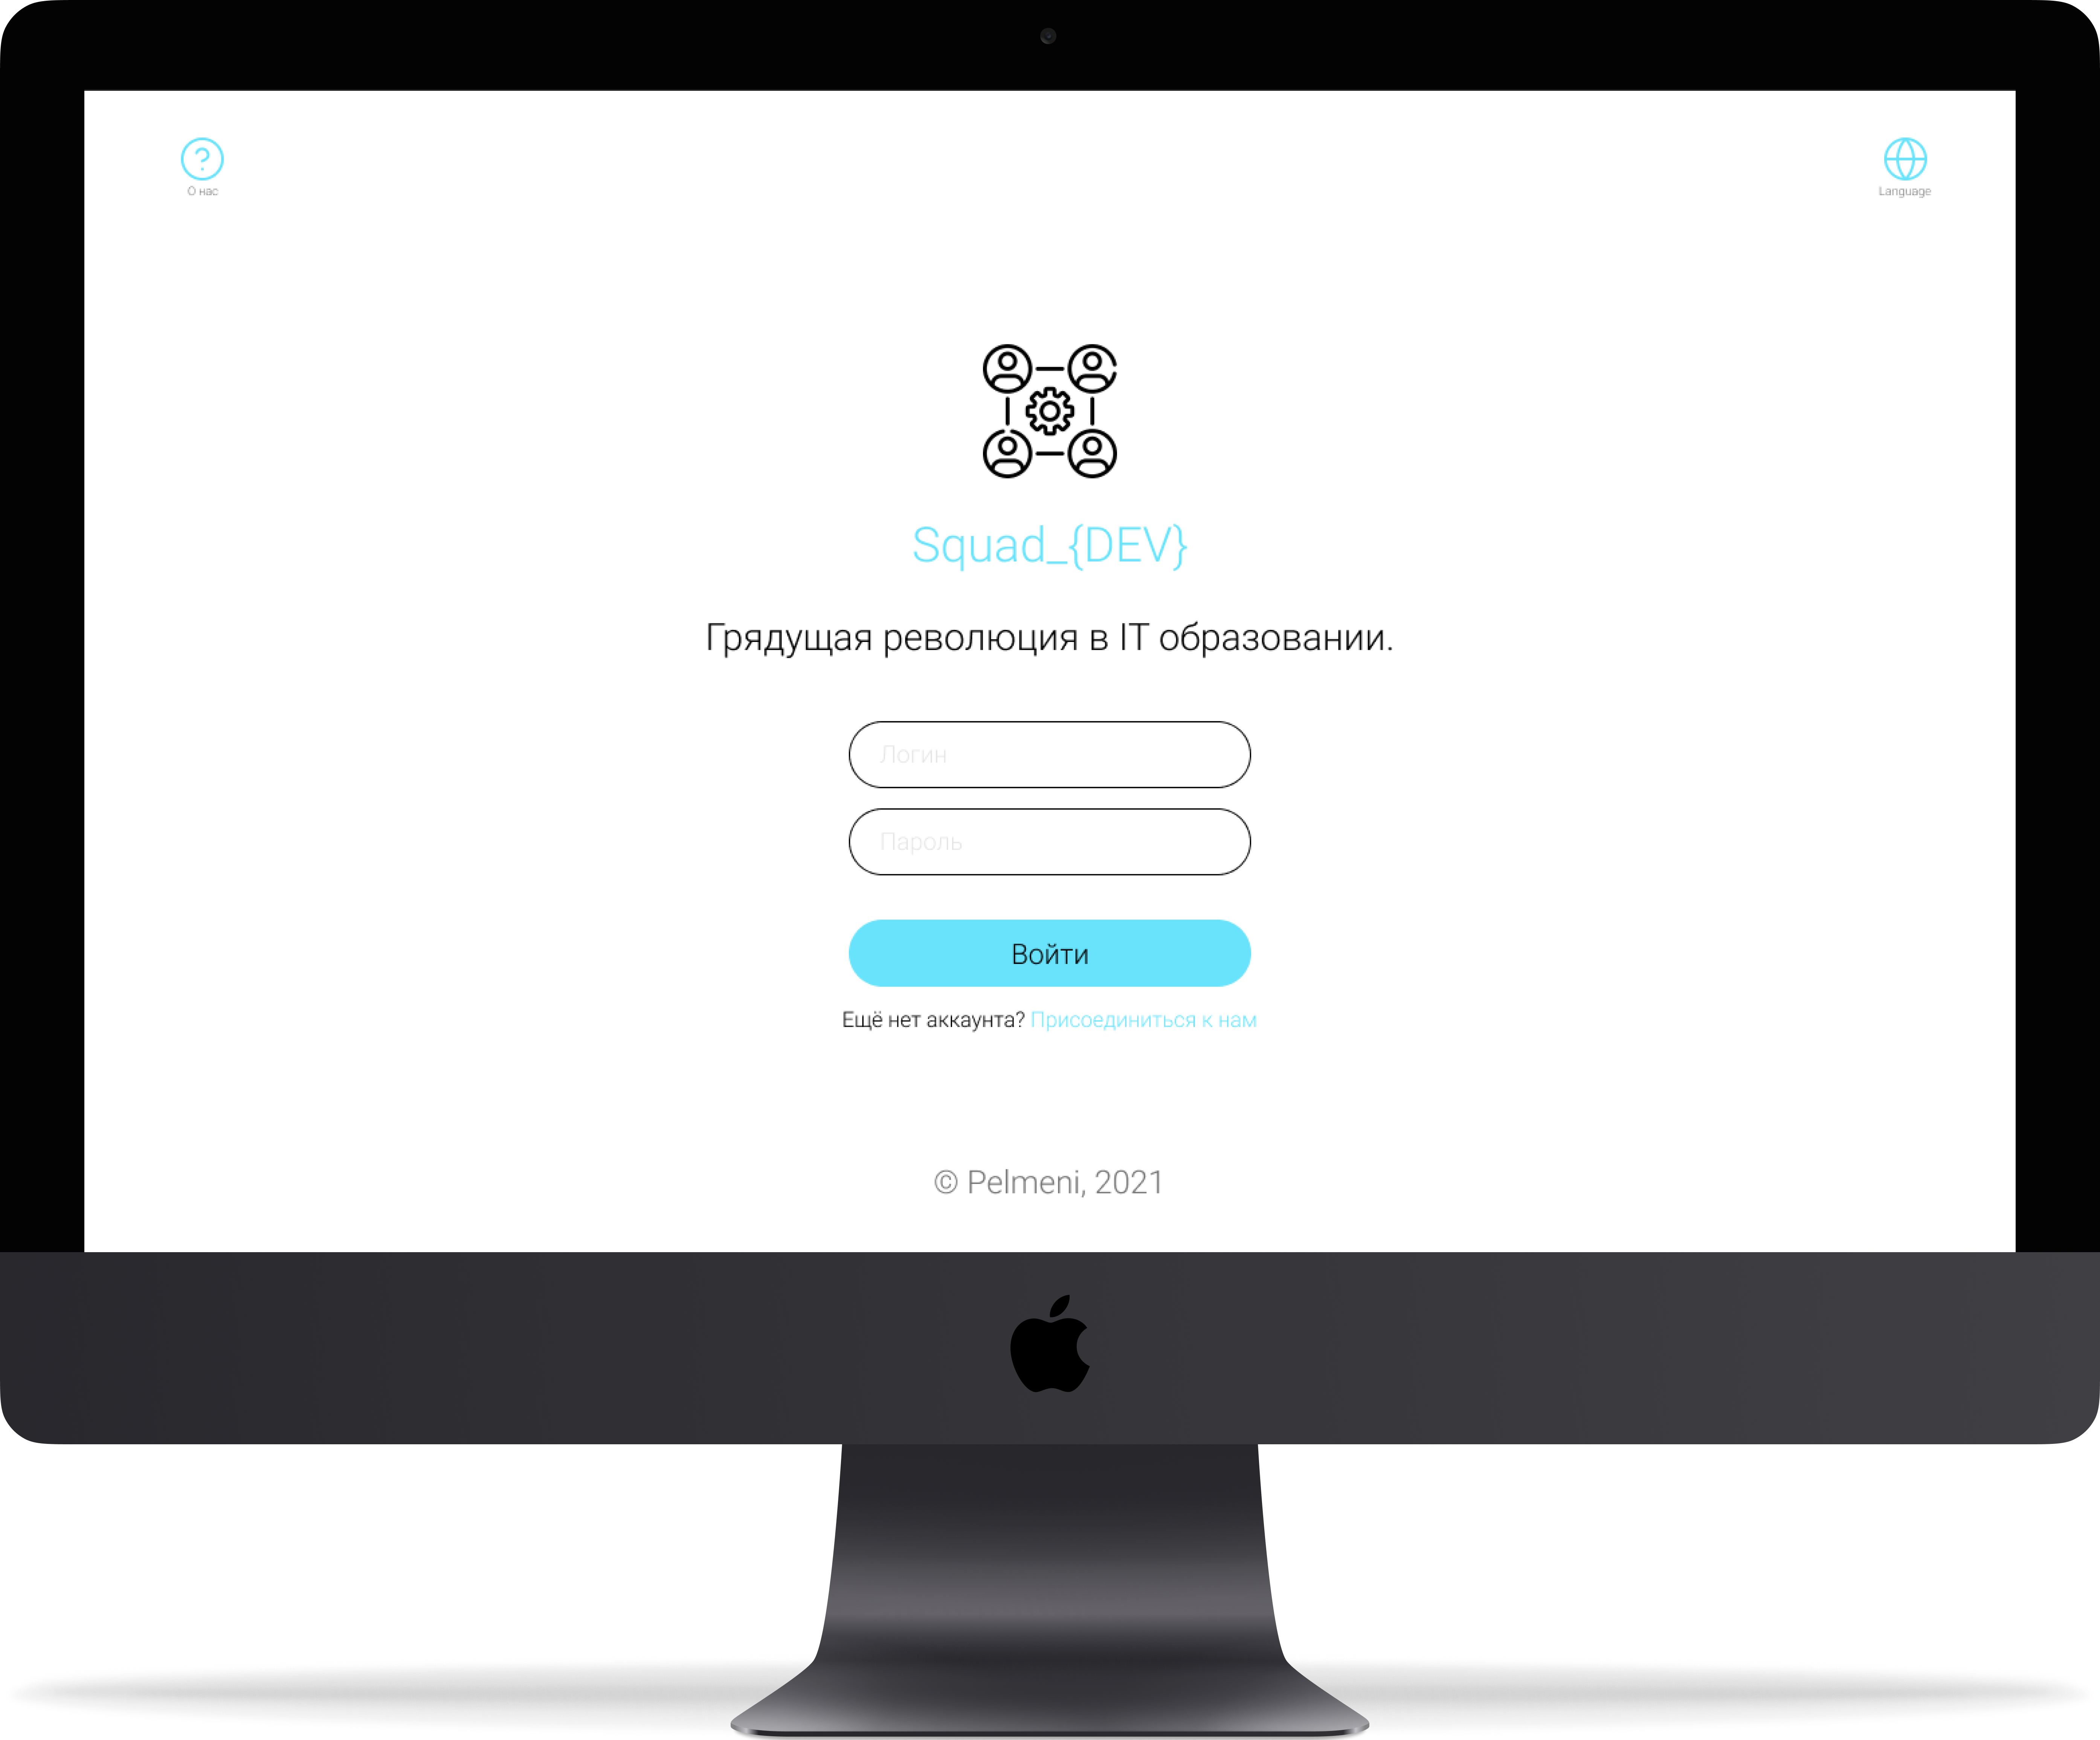 О нас
Language
Squad_{DEV}
Грядущая революция в IT образовании.
Логин
Пароль
Войти
Ещё нет аккаунта? Присоединиться к нам
© Pelmeni, 2021